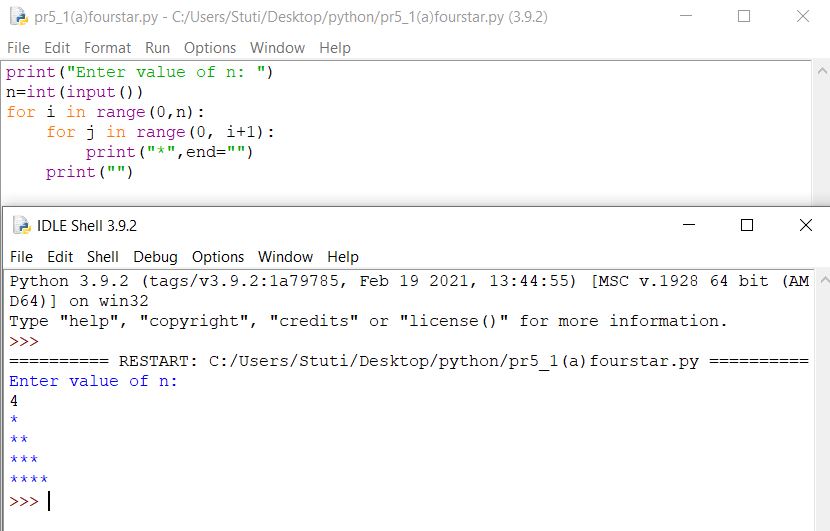 pr5_1(a)fourstar.py - C:/Users/Stuti/Desktop/python/pr5_1(a)fourstar.py (3.9.2)
File Edit Format Run Options Window Help
print("Enter value of n: ")
n=int(input())
for i in range(0,n):
    for j in range(0, i+1):
        print("*",end="")
    print("")
IDLE Shell 3.9.2
File Edit Shell Debug Options Window Help
Python 3.9.2 (tags/v3.9.2:1a79785, Feb 19 2021, 13:44:55) [MSC v.1928 64 bit (AM
D64)] on win32
Type "help", "copyright", "credits" or "license()" for more information.
>>>
========== RESTART: C:/Users/Stuti/Desktop/python/pr5_1(a)fourstar.py ==========
Enter value of n:
4
*
**
***
****
>>>